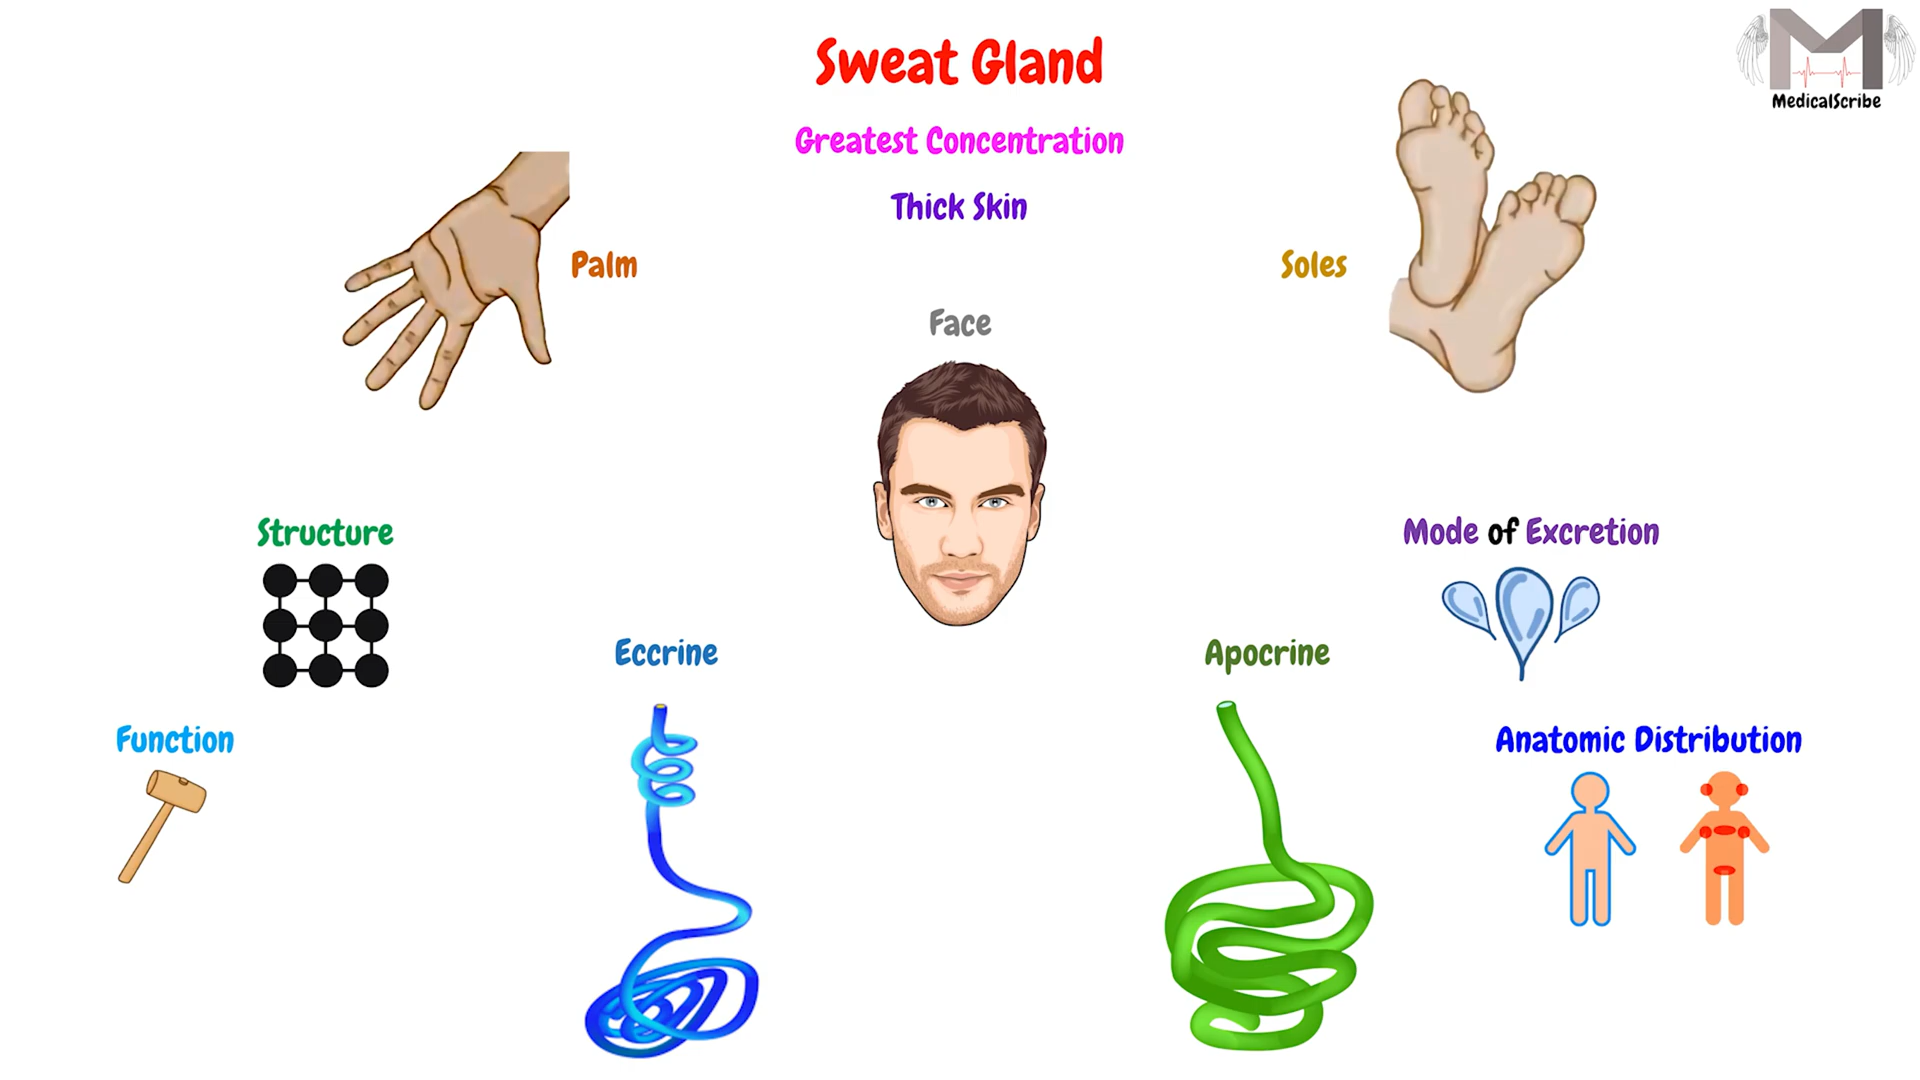 Sweat Gland
MedicalScribe
Greatest Concentration
Thick Skin
Palm
Soles
Face
Structure
Mode of Excretion
Eccrine
Apocrine
Function
Anatomic Distribution